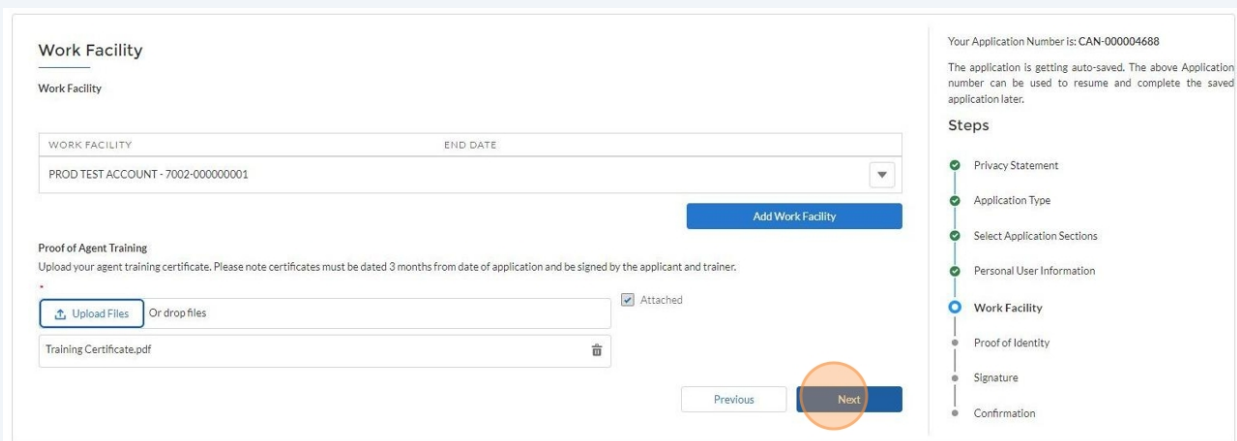 Work Facility
Work Facility
WORK FACILITY END DATE
PROD TEST ACCOUNT - 7002-000000001
Add Work Facility
Proof of Agent Training
Upload your agent training certificate. Please note certificates must be dated 3 months from date of application and be signed by the applicant and trainer.
*
Upload Files Or drop files
Attached
Training Certificate.pdf
Previous Next
Your Application Number is: CAN-000004688
The application is getting auto-saved. The above Application
number can be used to resume and complete the saved
application later.
Steps
Privacy Statement
Application Type
Select Application Sections
Personal User Information
Work Facility
Proof of Identity
Signature
Confirmation